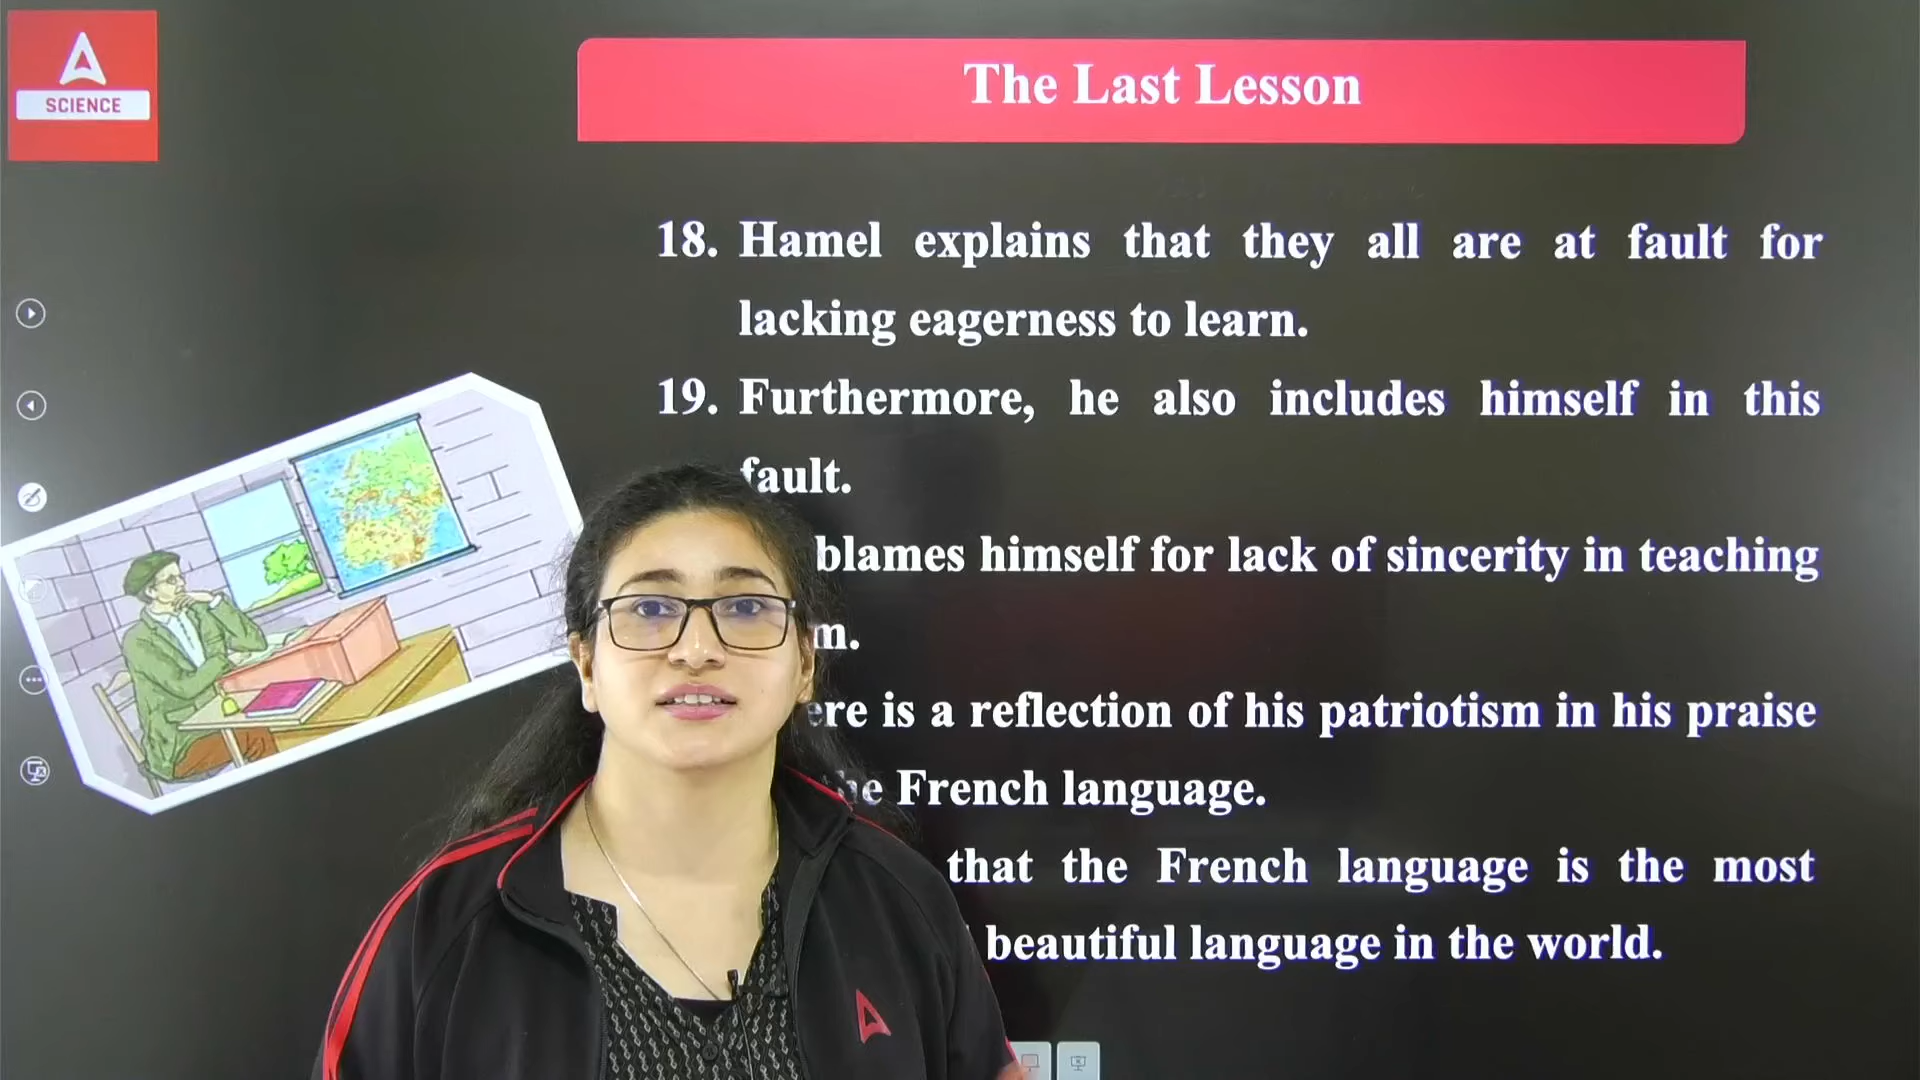 SCIENCE
The Last Lesson
18. Hamel explains that they all are at fault for
lacking eagerness to learn.
19. Furthermore, he also includes himself in this
fault.
blames himself for lack of sincerity in teaching
is a reflection of his patriotism in his praise
French language.
that the French language is the most
beautiful language in the world.